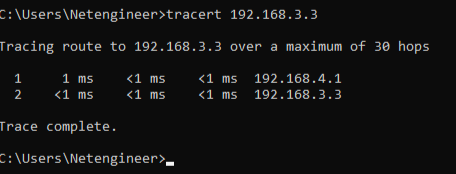 C:\Users\Netengineer>tracert 192.168.3.3
Tracing route to 192.168.3.3 over a maximum of 30 hops
1 1 ms <1 ms <1 ms 192.168.4.1
2 <1 ms <1 ms <1 ms 192.168.3.3
Trace complete.
C:\Users\Netengineer>